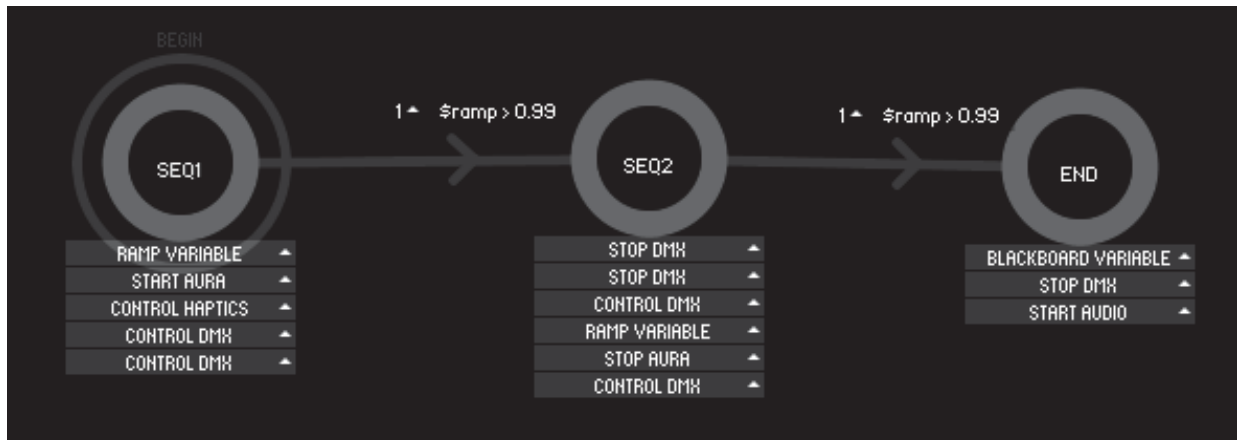 BEGIN
SEQ1
RAMP VARIABLE
START AURA
CONTROL HAPTICS
CONTROL DMX
CONTROL DMX
1 $ramp > 0.99
SEQ2
STOP DMX
STOP DMX
CONTROL DMX
RAMP VARIABLE
STOP AURA
CONTROL DMX
1 $ramp > 0.99
END
BLACKBOARD VARIABLE
STOP DMX
START AUDIO